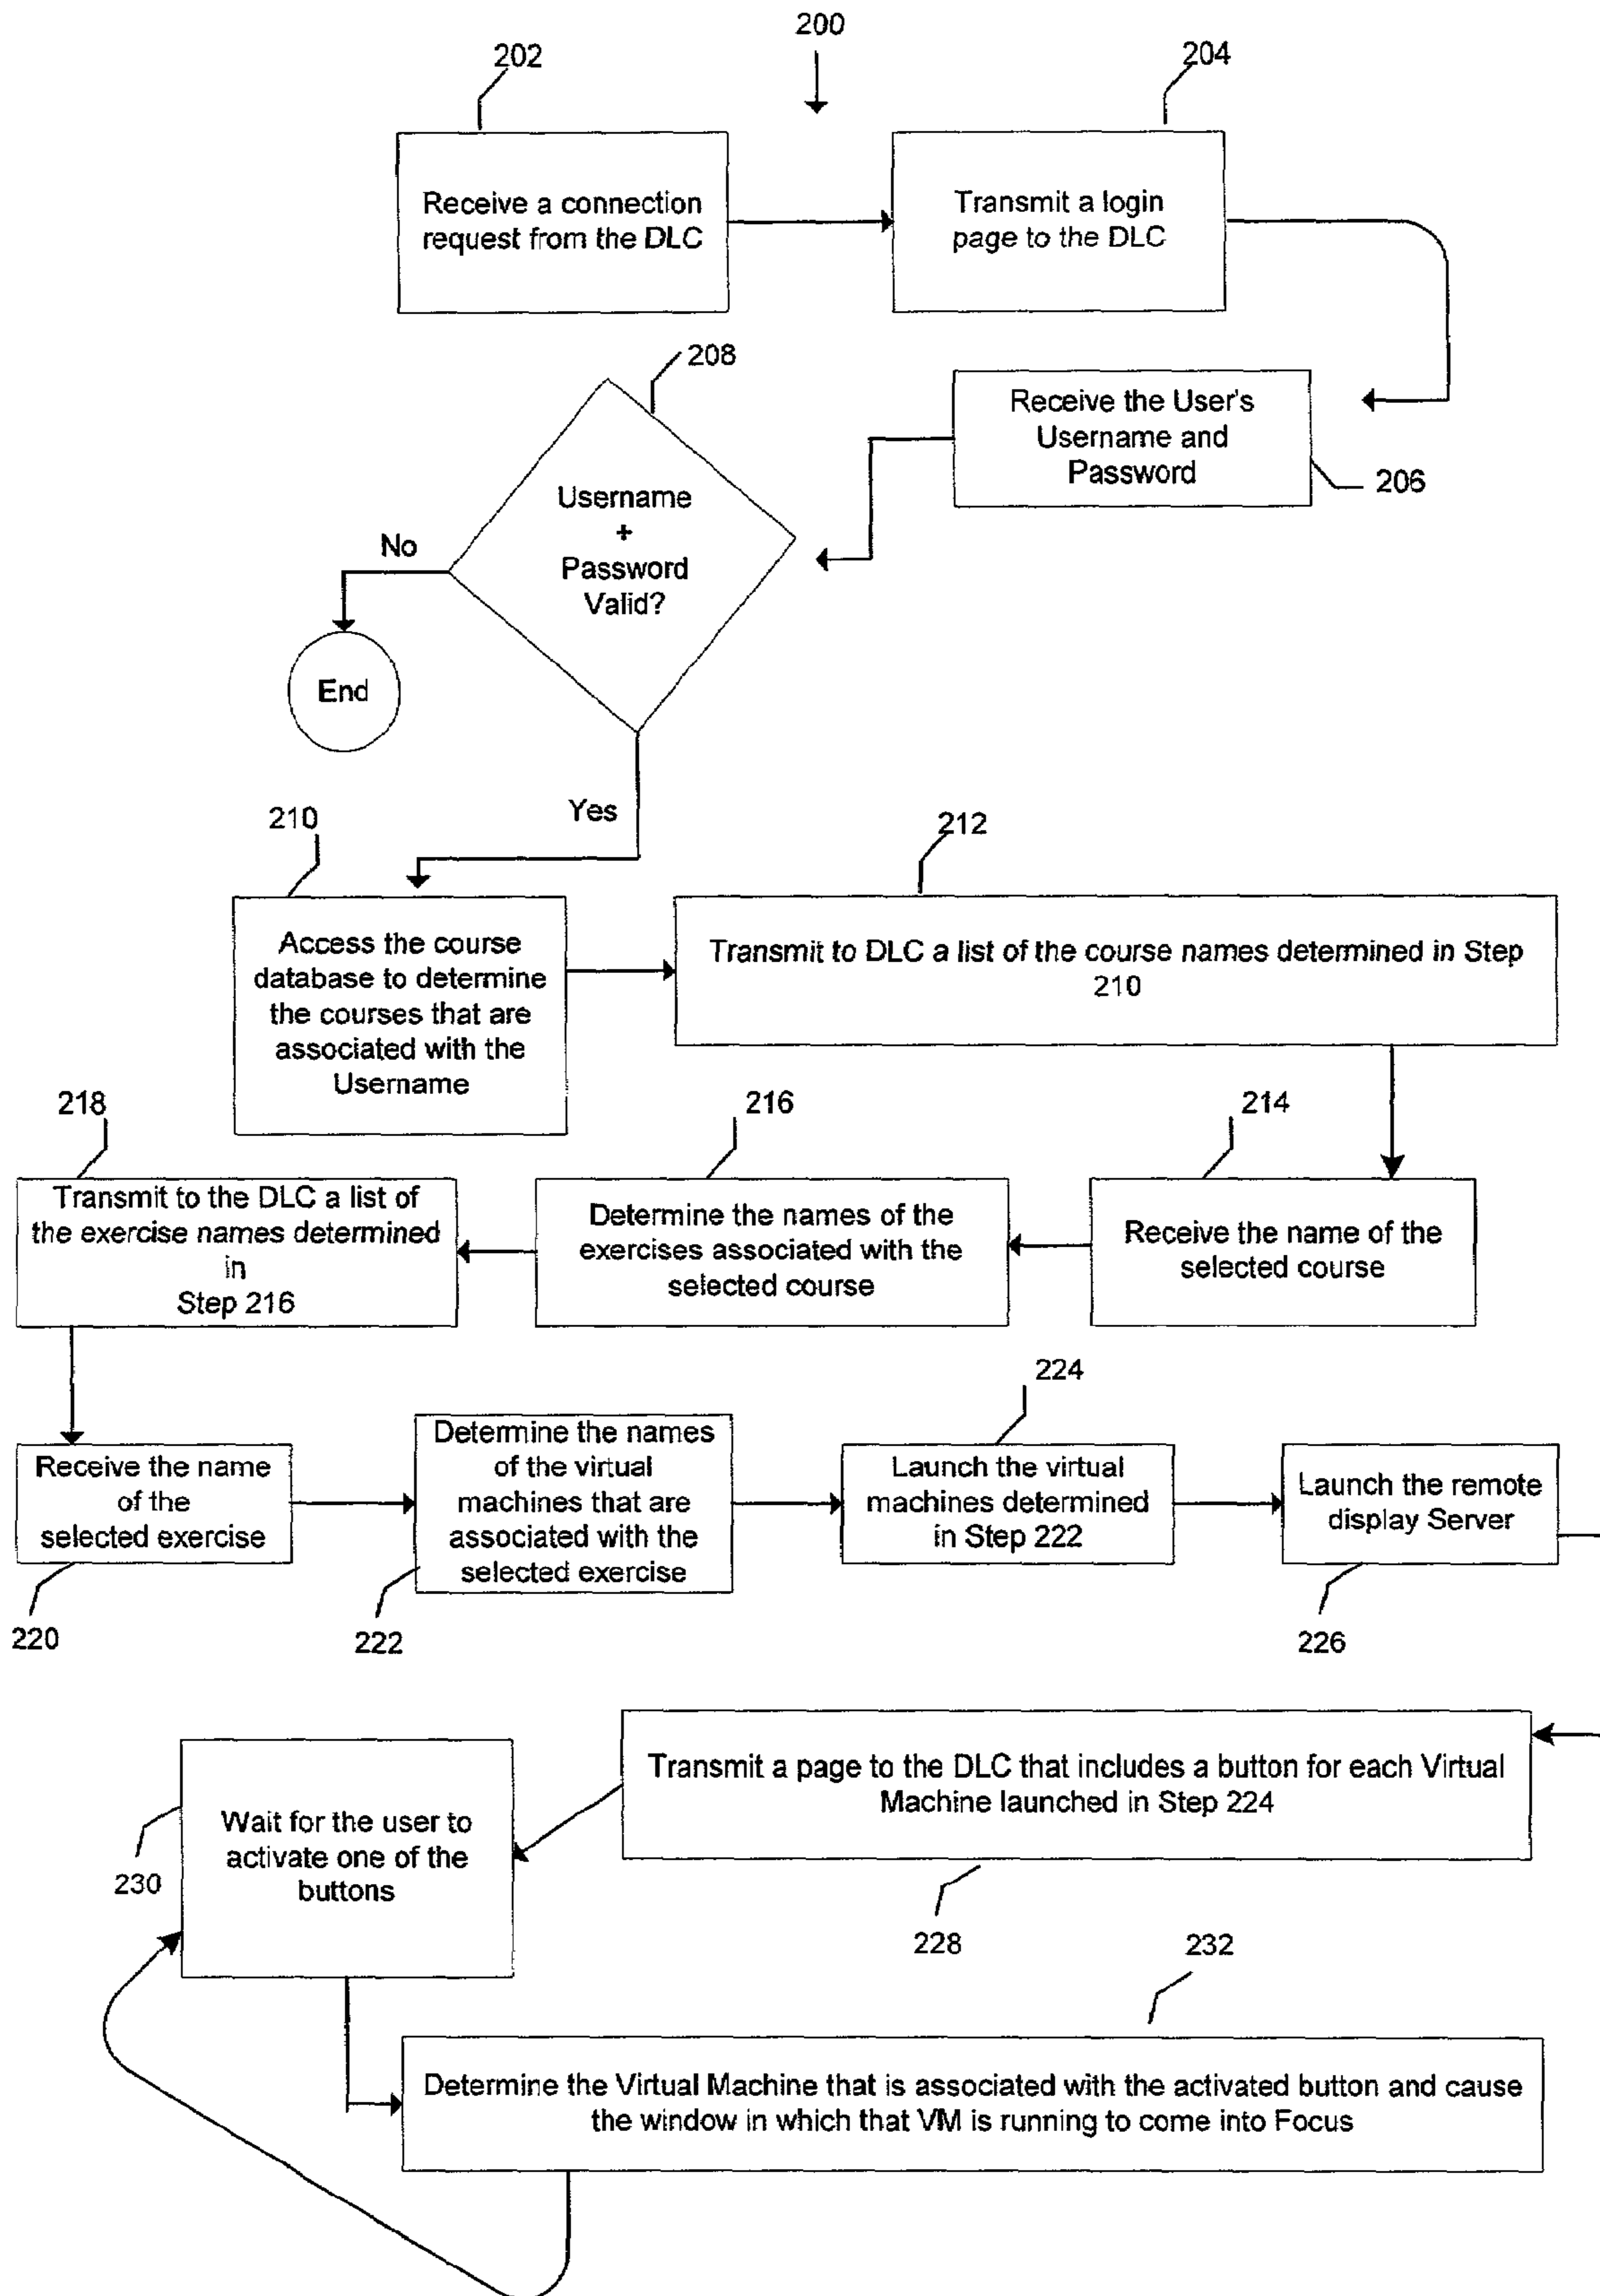 200
202
204
Receive a connection
request from the DLC
Transmit a login
page to the DLC
208
Receive the User's
Username and
Password
206
Username
+
Password
Valid?
No
End
Yes
210
212
Access the course
database to determine
the courses that are
associated with the
Username
Transmit to DLC a list of the course names determined in Step
210
218
216
214
Transmit to the DLC a list of
the exercise names determined
in
Step 216
Determine the names of the
exercises associated with the
selected course
Receive the name of the
selected course
224
Receive the name
of the
selected exercise
Determine the names
of the virtual
machines that are
associated with the
selected exercise
Launch the virtual
machines determined
in Step 222
Launch the remote
display Server
220
222
226
Transmit a page to the DLC that includes a button for each Virtual
Machine launched in Step 224
Wait for the user to
activate one of the
buttons
230
228
232
Determine the Virtual Machine that is associated with the activated button and cause
the window in which that VM is running to come into Focus